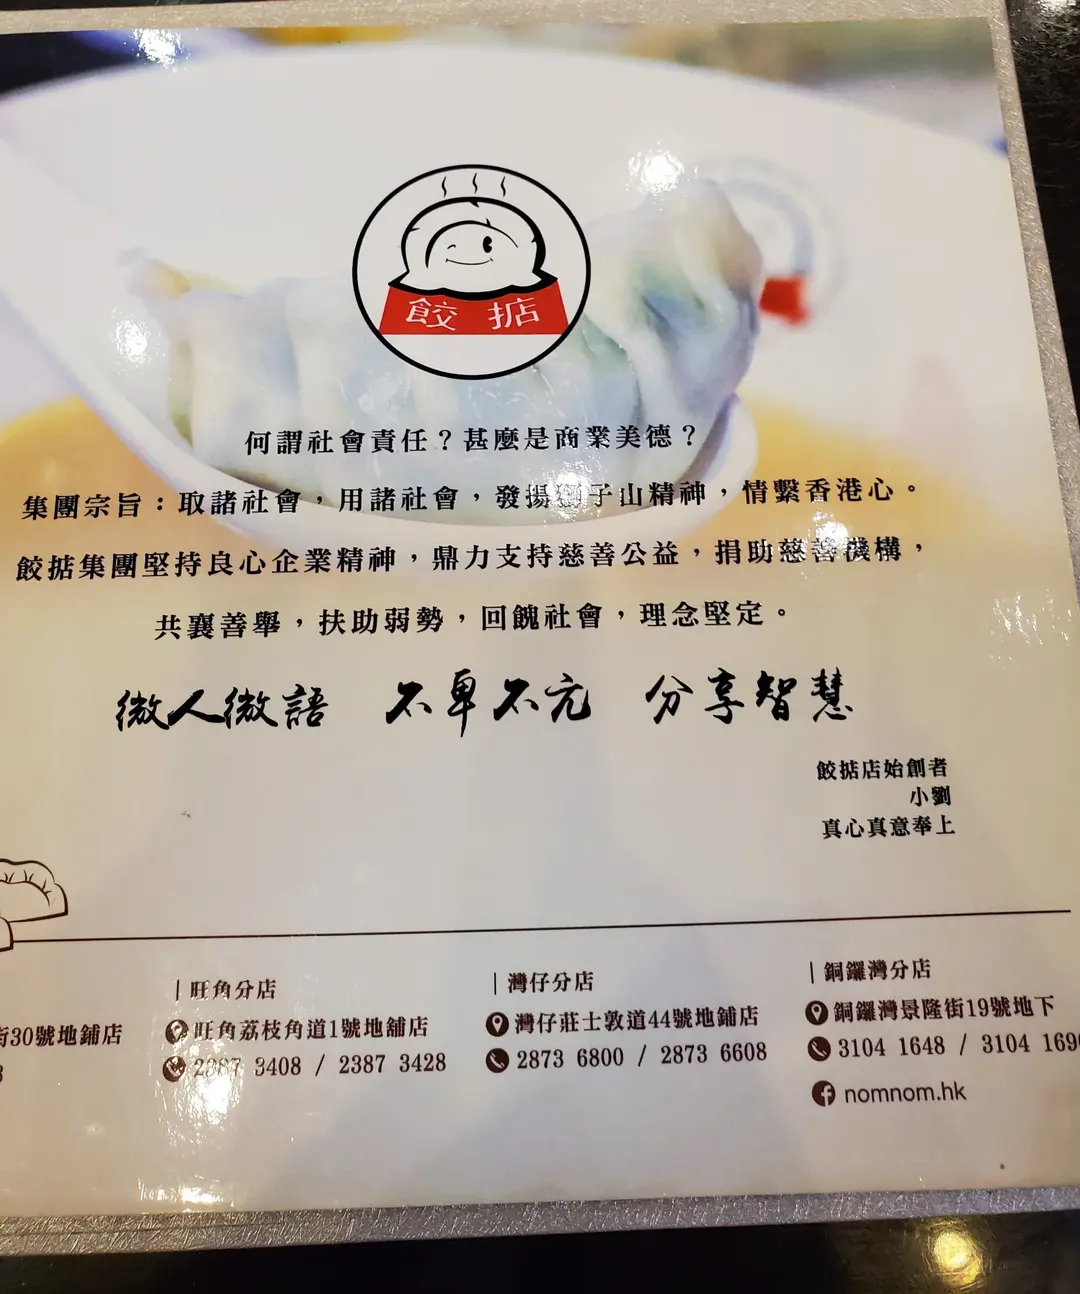 餃掂
何謂社會責任？甚麼是商業美德？
集團宗旨：取諸社會，用諸社會，發揚獅子山精神，情繫香港心。
餃掂集團堅持良心企業精神，鼎力支持慈善公益，捐助慈善機構，
共襄善舉，扶助弱勢，回餽社會，理念堅定。
微人微語 不卑不亢 分享智慧
餃掂店始創者
小劉
真心真意奉上
街30號地鋪店
| 旺角分店
旺角荔枝角道1號地舖店
2387 3408 / 2387 3428
| 灣仔分店
灣仔莊士敦道44號地鋪店
2873 6800 / 2873 6608
| 銅鑼灣分店
銅鑼灣景隆街19號地下
3104 1648 / 3104 169
nomnom.hk